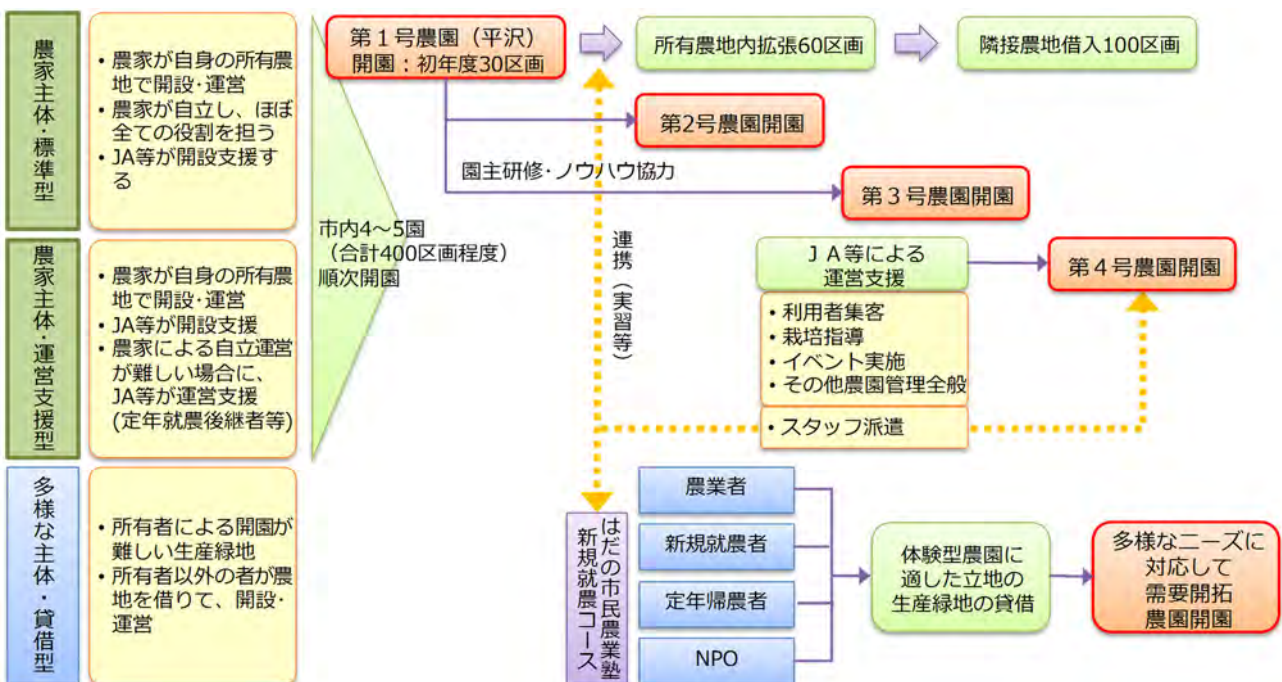 農家主体・標準型
・農家が自身の所有農
地で開設・運営
・農家が自立し、ほぼ
全ての役割を担う
・JA等が開設支援す
る
第１号農園（平沢）
開園：初年度30区画
所有農地内拡張60区画
隣接農地借入100区画
第2号農園開園
園主研修・ノウハウ協力
第３号農園開園
市内4～5園
（合計400区画程度）
順次開園
連携（実習等）
農家主体・運営支援型
・農家が自身の所有農
地で開設・運営
・JA等が開設支援
・農家による自立運営
が難しい場合に、
JA等が運営支援
(定年就農後継者等)
ＪＡ等による
運営支援
第４号農園開園
・利用者集客
・栽培指導
・イベント実施
・その他農園管理全般
・スタッフ派遣
多様な主体・貸借型
・所有者による開園が
難しい生産緑地
・所有者以外の者が農
地を借りて、開設・
運営
はだの市民農業塾
新規就農コース
農業者
新規就農者
定年帰農者
NPO
体験型農園に
適した立地の
生産緑地の貸借
多様なニーズに
対応して
需要開拓
農園開園